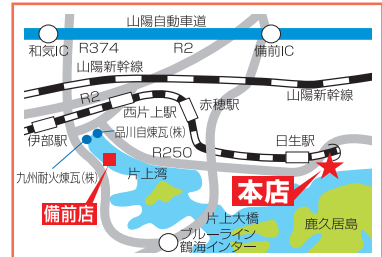 山陽自動車道
和気IC
R374
R2
備前IC
山陽新幹線
山陽新幹線
R2
西片上駅
赤穂駅
伊部駅
品川自煉瓦(株)
日生駅
R250
九州耐火煉瓦(株)
片上湾
本店
備前店
片上大橋
鹿久居島
ブルーライン
鶴海インター